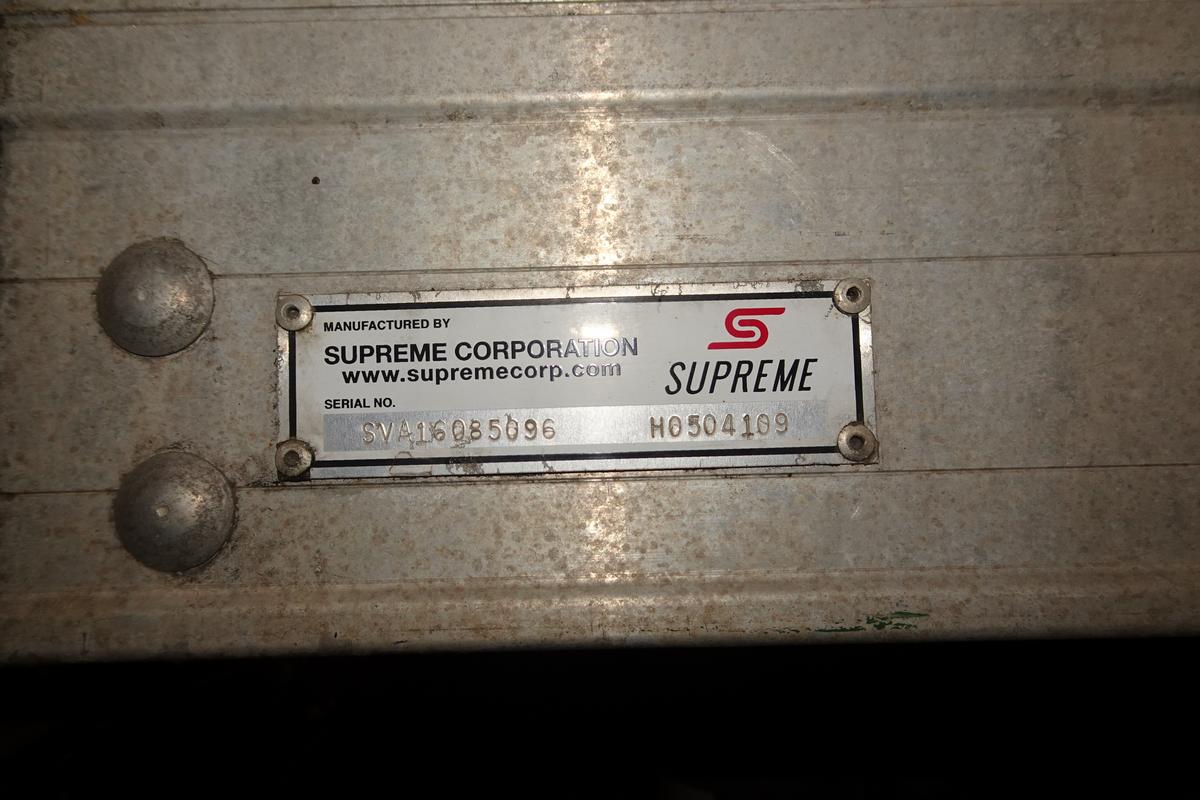 MANUFACTURED BY
SUPREME CORPORATION
www.supremecorp.com
SUPREME
SERIAL NO.
SVA16085096 H0504109